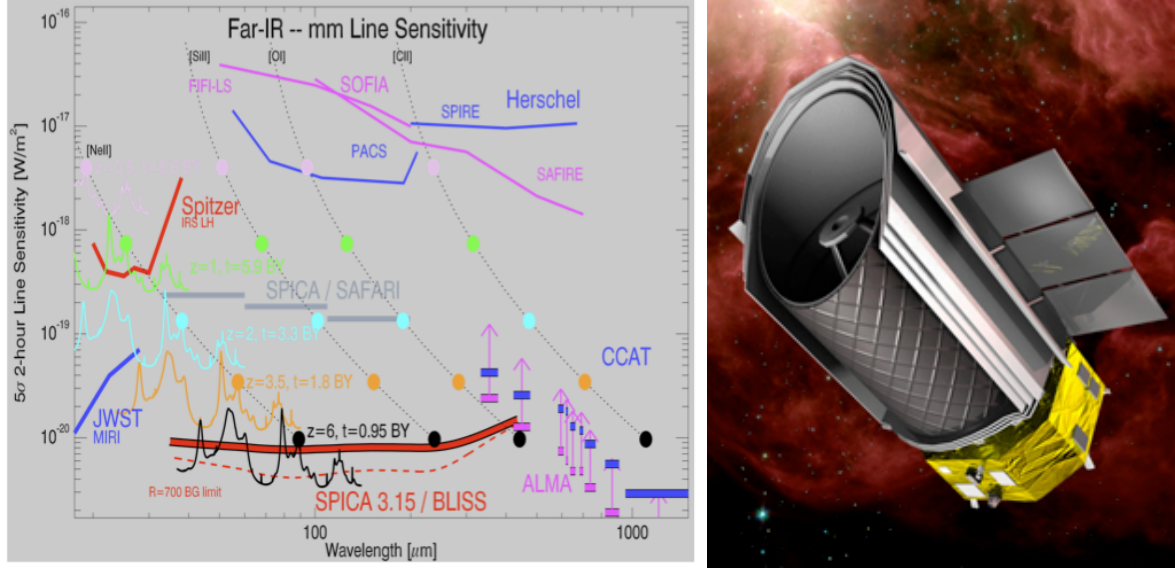 Far-IR -- mm Line Sensitivity
10⁻¹⁶
10⁻¹⁷
10⁻¹⁸
10⁻¹⁹
10⁻²⁰
5σ 2-hour Line Sensitivity [W/m²]
[SiII]
[OI]
[CII]
FIFI-LS
SOFIA
Herschel
SPIRE
PACS
SAFIRE
[NeII]
Spitzer
IRS LH
z=1, t=5.9 BY
SPICA / SAFARI
z=2, t=3.3 BY
CCAT
z=3.5, t=1.8 BY
JWST
MIRI
z=6, t=0.95 BY
ALMA
R=700 BG limit
SPICA 3.15 / BLISS
100
1000
Wavelength [μm]